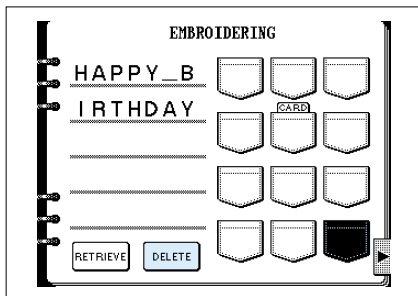 EMBROIDERING
HAPPY_B
IRTHDAY
CARD
RETRIEVE
DELETE